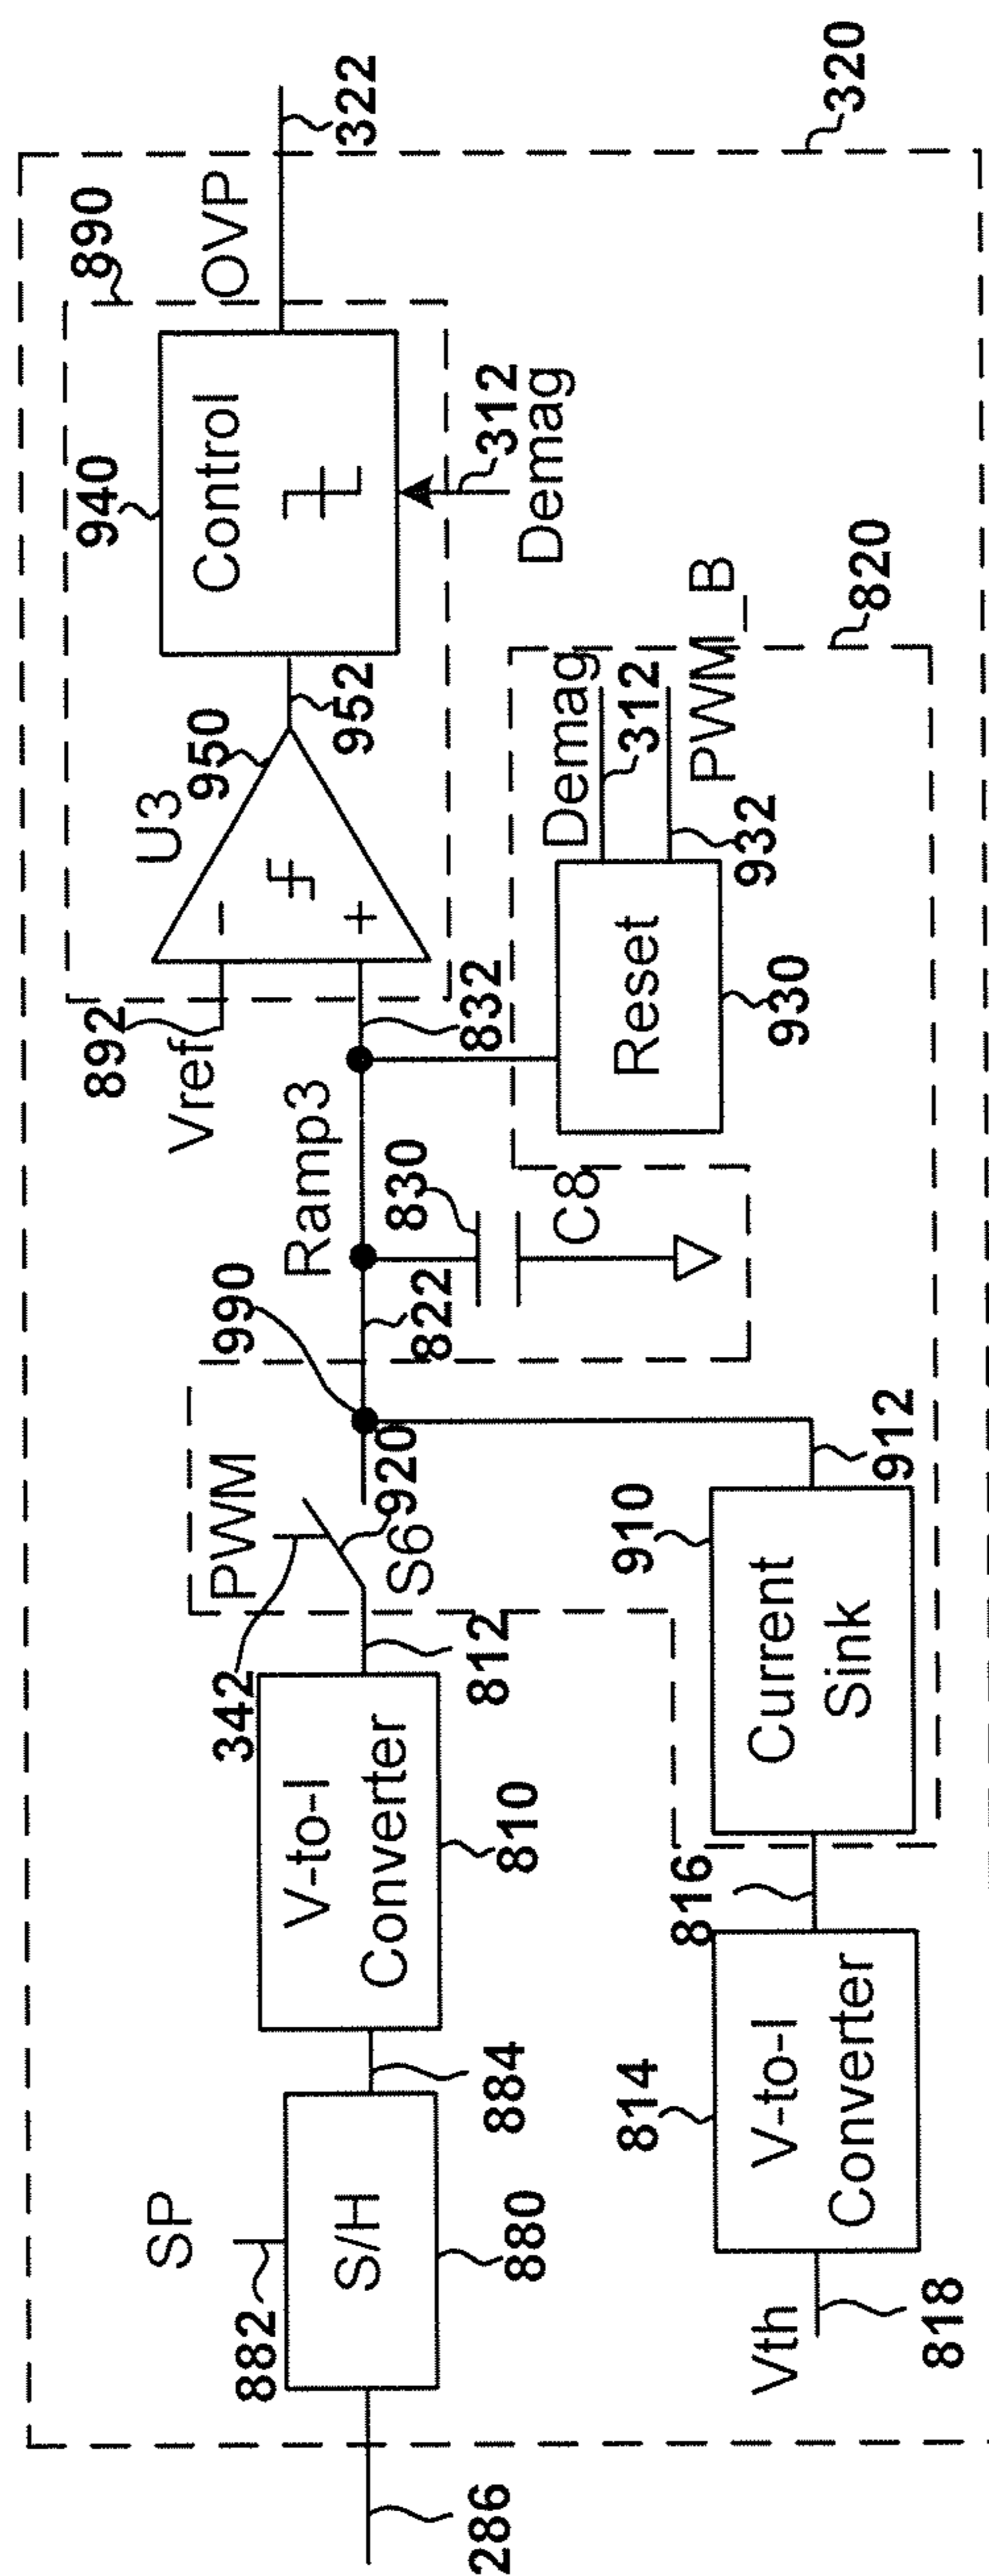 320
890
OVP
322
940
Control
312
Demag
U3
950
952
892
Vref
832
Ramp3
990
830
822
C8
Demag
312
PWM_B
932
820
Reset
930
PWM
342
920
S6
812
V-to-I
Converter
810
884
SP
882
S/H
880
286
910
Current
Sink
912
816
814
V-to-I
Converter
Vth
818